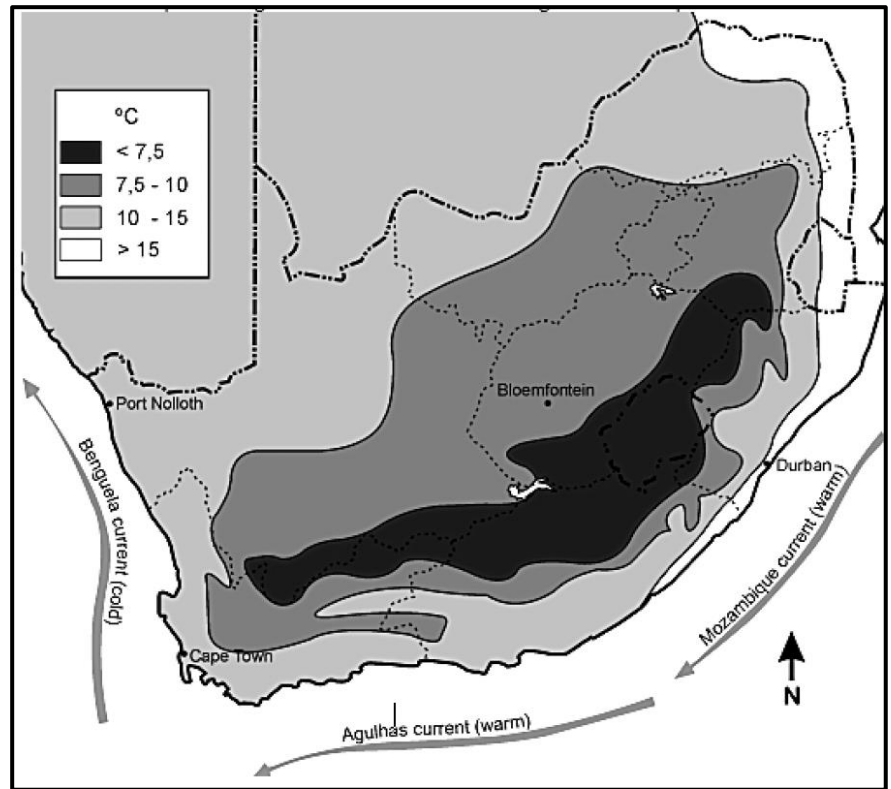 ºC
< 7,5
7,5 - 10
10 - 15
> 15
Port Nolloth
Bloemfontein
Durban
Benguela current (cold)
Mozambique current (warm)
Cape Town
N
Agulhas current (warm)